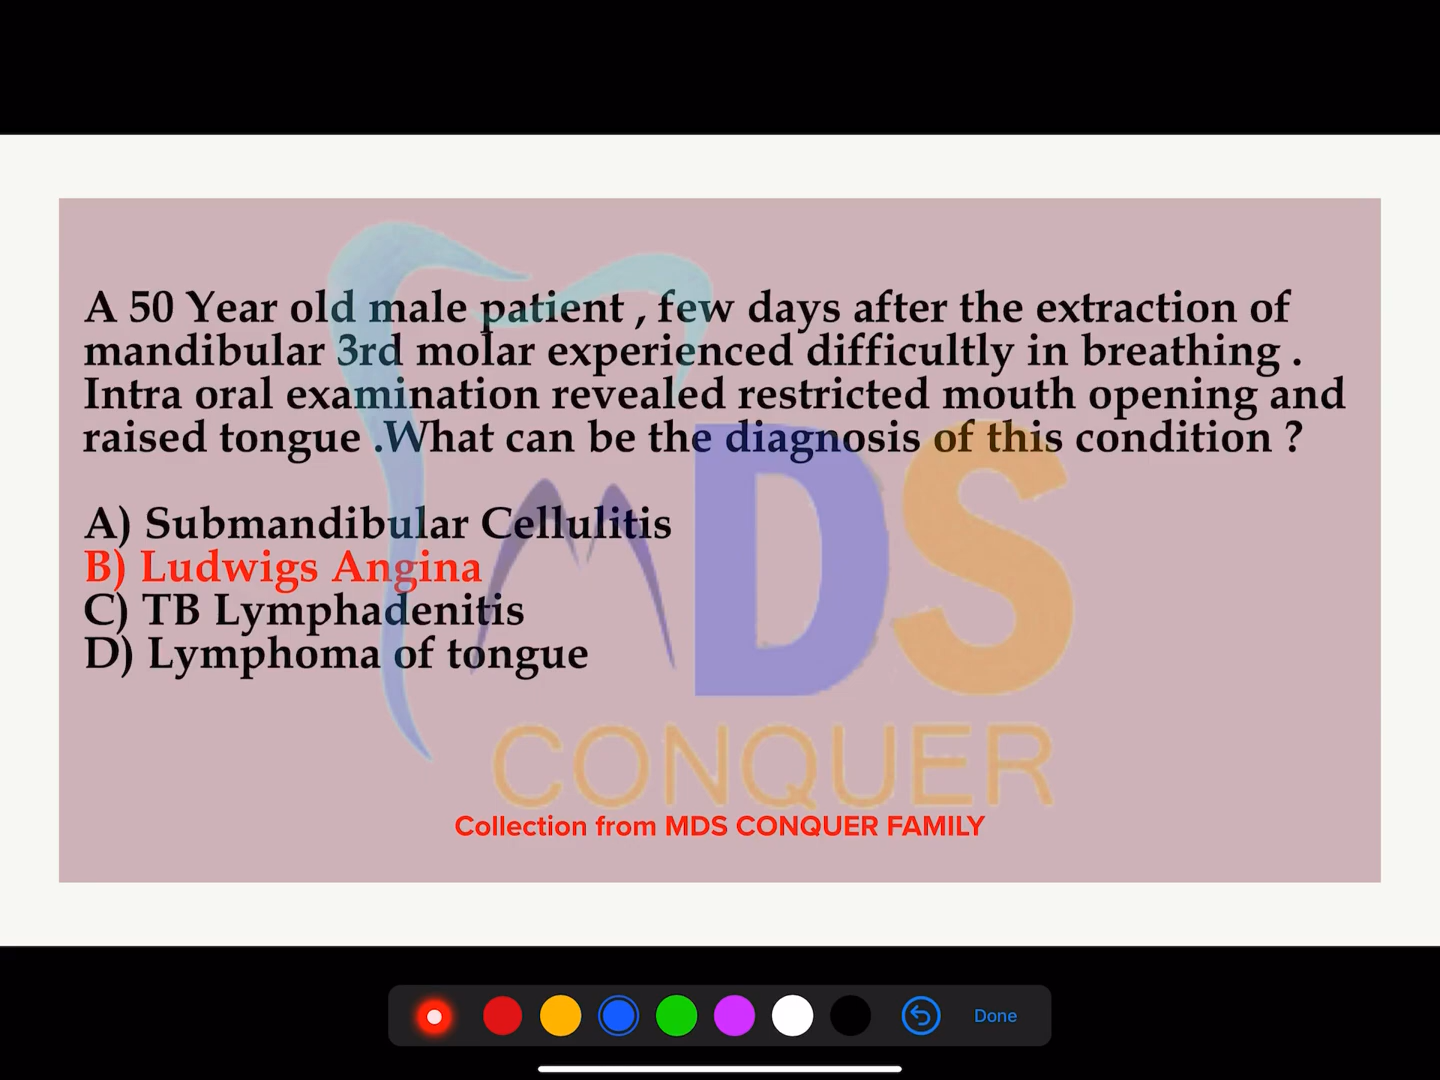 A 50 Year old male patient , few days after the extraction of
mandibular 3rd molar experienced difficultly in breathing .
Intra oral examination revealed restricted mouth opening and
raised tongue .What can be the diagnosis of this condition ?
A) Submandibular Cellulitis
B) Ludwigs Angina
C) TB Lymphadenitis
D) Lymphoma of tongue
MDS
CONQUER
Collection from MDS CONQUER FAMILY
Done